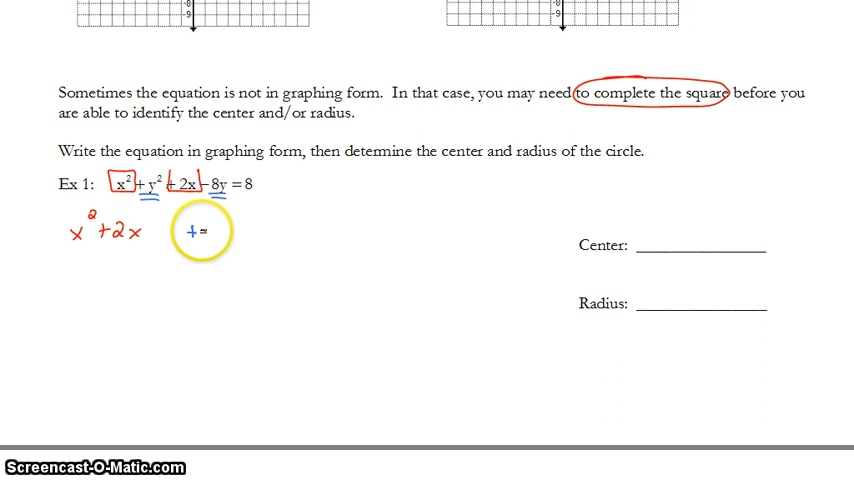 -8
-9
-8
-9
Sometimes the equation is not in graphing form. In that case, you may need to complete the square before you
are able to identify the center and/or radius.
Write the equation in graphing form, then determine the center and radius of the circle.
Ex 1: x² + y² + 2x − 8y = 8
x² + 2x +
Center: ________________
Radius: ________________
Screencast-O-Matic.com